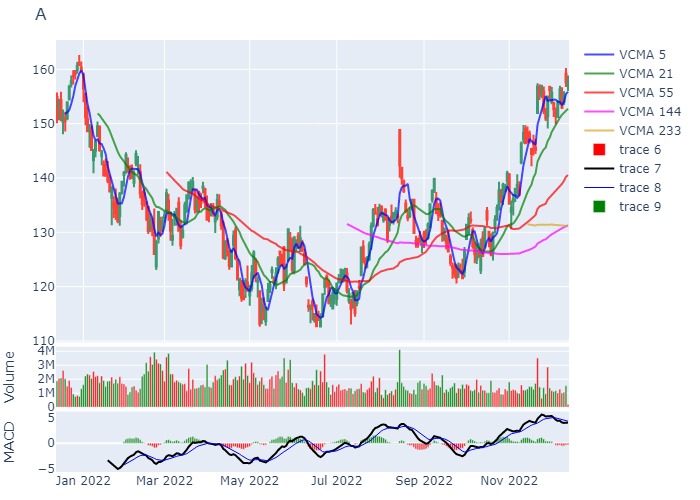 A
160
150
140
130
120
110
VCMA 5
VCMA 21
VCMA 55
VCMA 144
VCMA 233
trace 6
trace 7
trace 8
trace 9
Volume
4M
3M
2M
1M
0
MACD
5
0
−5
Jan 2022
Mar 2022
May 2022
Jul 2022
Sep 2022
Nov 2022